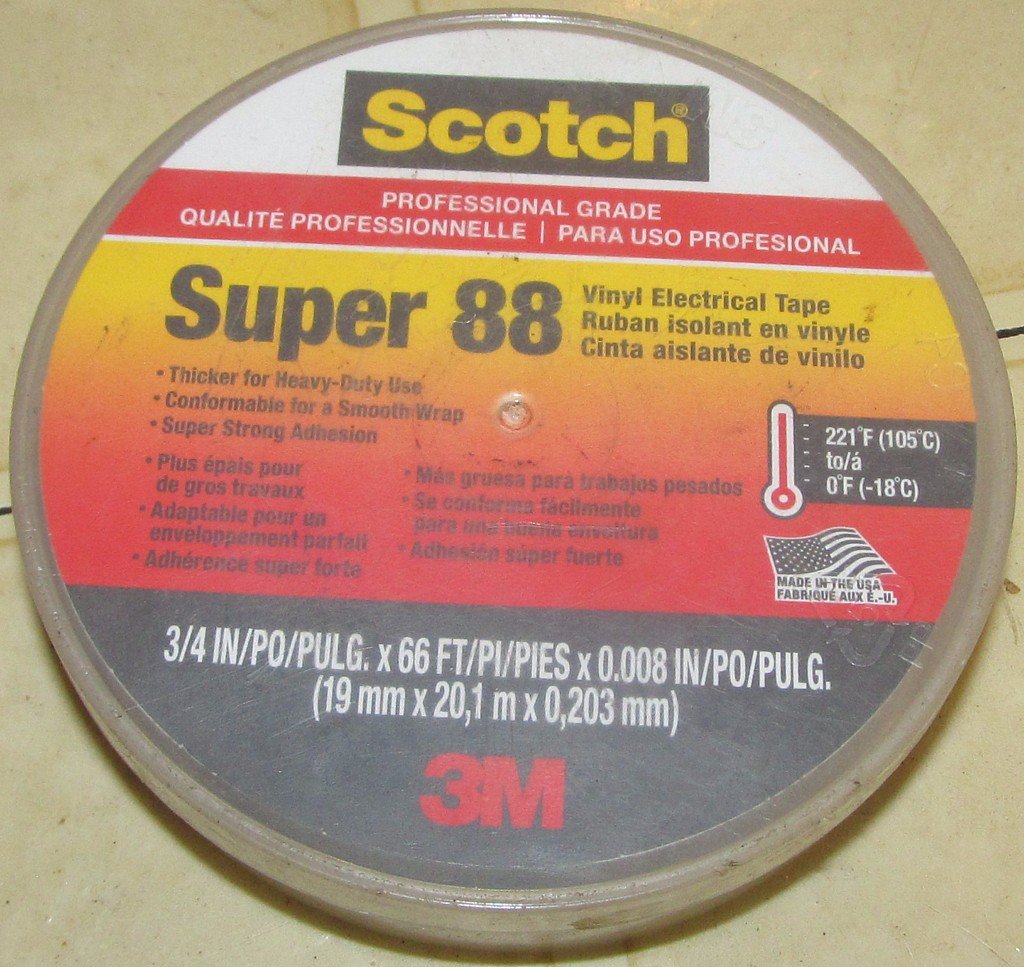 Scotch®
PROFESSIONAL GRADE
QUALITÉ PROFESSIONNELLE | PARA USO PROFESIONAL
Super 88
Vinyl Electrical Tape
Ruban isolant en vinyle
Cinta aislante de vinilo
• Thicker for Heavy-Duty Use
• Conformable for a Smooth Wrap
• Super Strong Adhesion
• Plus épais pour
de gros travaux
• Adaptable pour un
enveloppement parfait
• Adhérence super forte
• Más gruesa para trabajos pesados
• Se conforma fácilmente
para una buena envoltura
• Adhesión súper fuerte
221°F (105°C)
to/á
0°F (-18°C)
MADE IN THE USA
FABRIQUÉ AUX É.-U.
3/4 IN/PO/PULG. x 66 FT/PI/PIES x 0.008 IN/PO/PULG.
(19 mm x 20,1 m x 0,203 mm)
3M